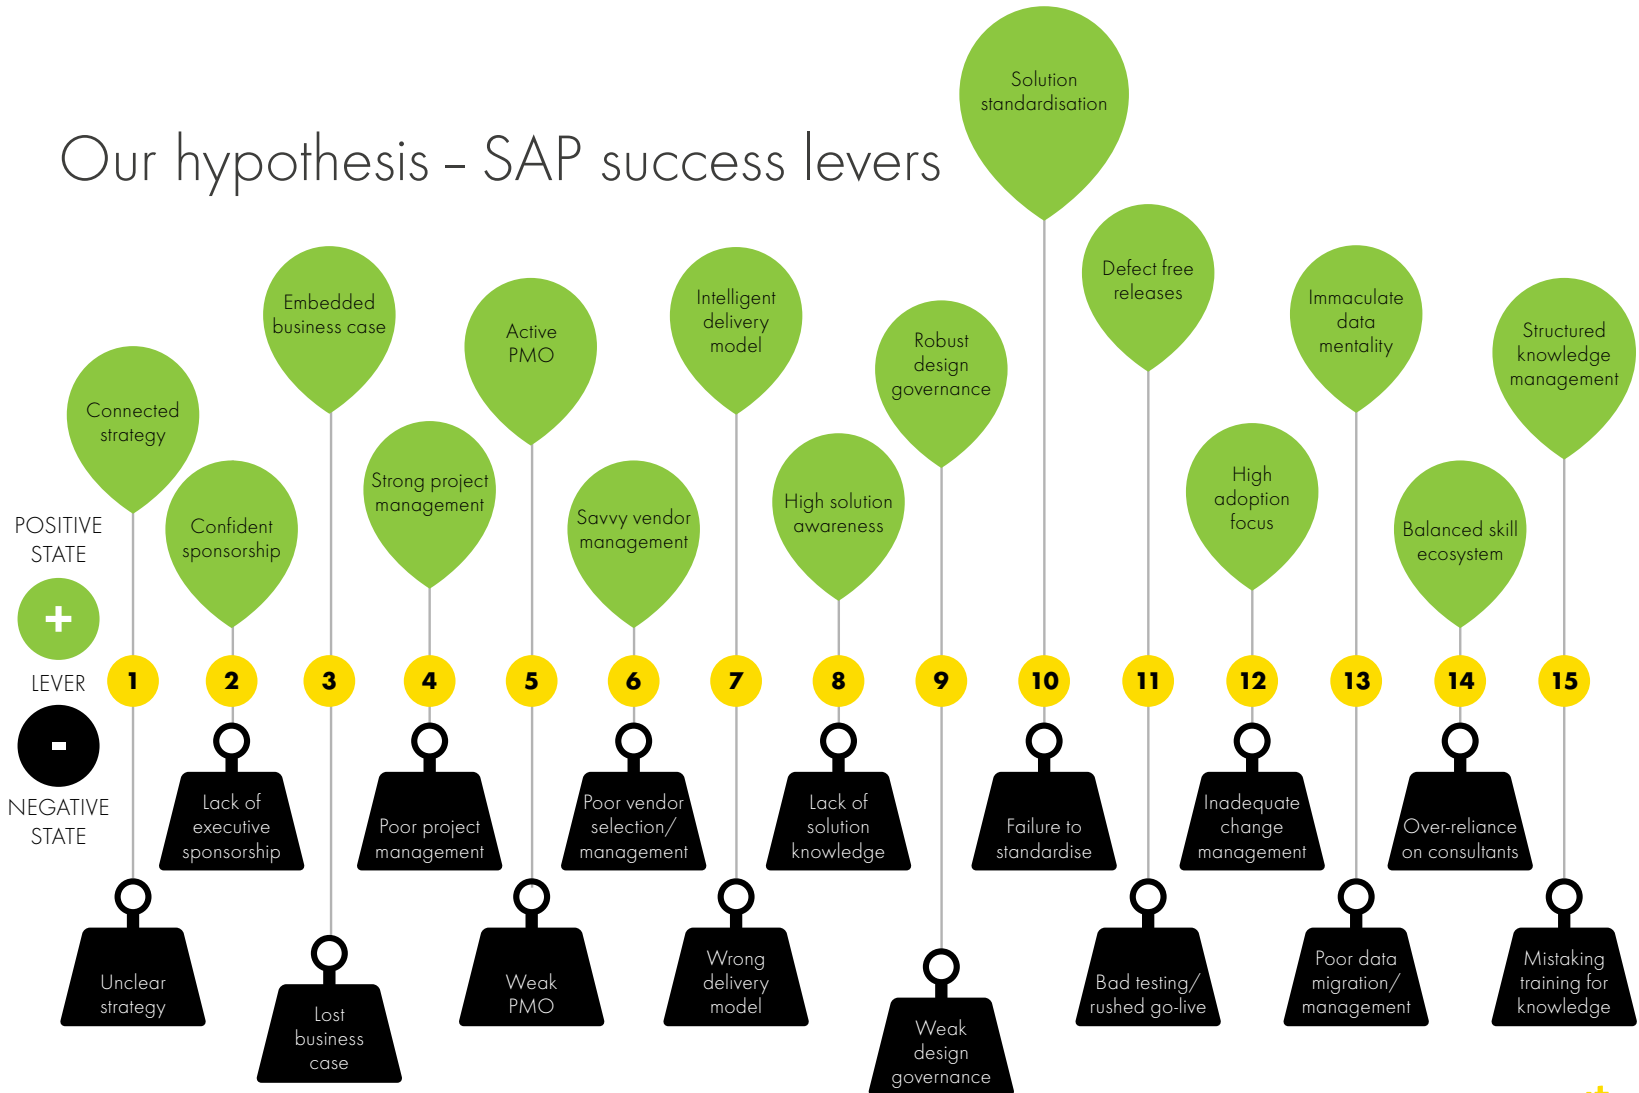 Our hypothesis – SAP success levers
Solution
standardisation
Connected
strategy
Confident
sponsorship
Embedded
business case
Strong project
management
Active
PMO
Savvy vendor
management
Intelligent
delivery
model
High solution
awareness
Robust
design
governance
Defect free
releases
High
adoption
focus
Immaculate
data
mentality
Balanced skill
ecosystem
Structured
knowledge
management
POSITIVE
STATE
+
LEVER
1
2
3
4
5
6
7
8
9
10
11
12
13
14
15
-
NEGATIVE
STATE
Unclear
strategy
Lack of
executive
sponsorship
Lost
business
case
Poor project
management
Weak
PMO
Poor vendor
selection/
management
Wrong
delivery
model
Lack of
solution
knowledge
Weak
design
governance
Failure to
standardise
Bad testing/
rushed go-live
Inadequate
change
management
Poor data
migration/
management
Over-reliance
on consultants
Mistaking
training for
knowledge